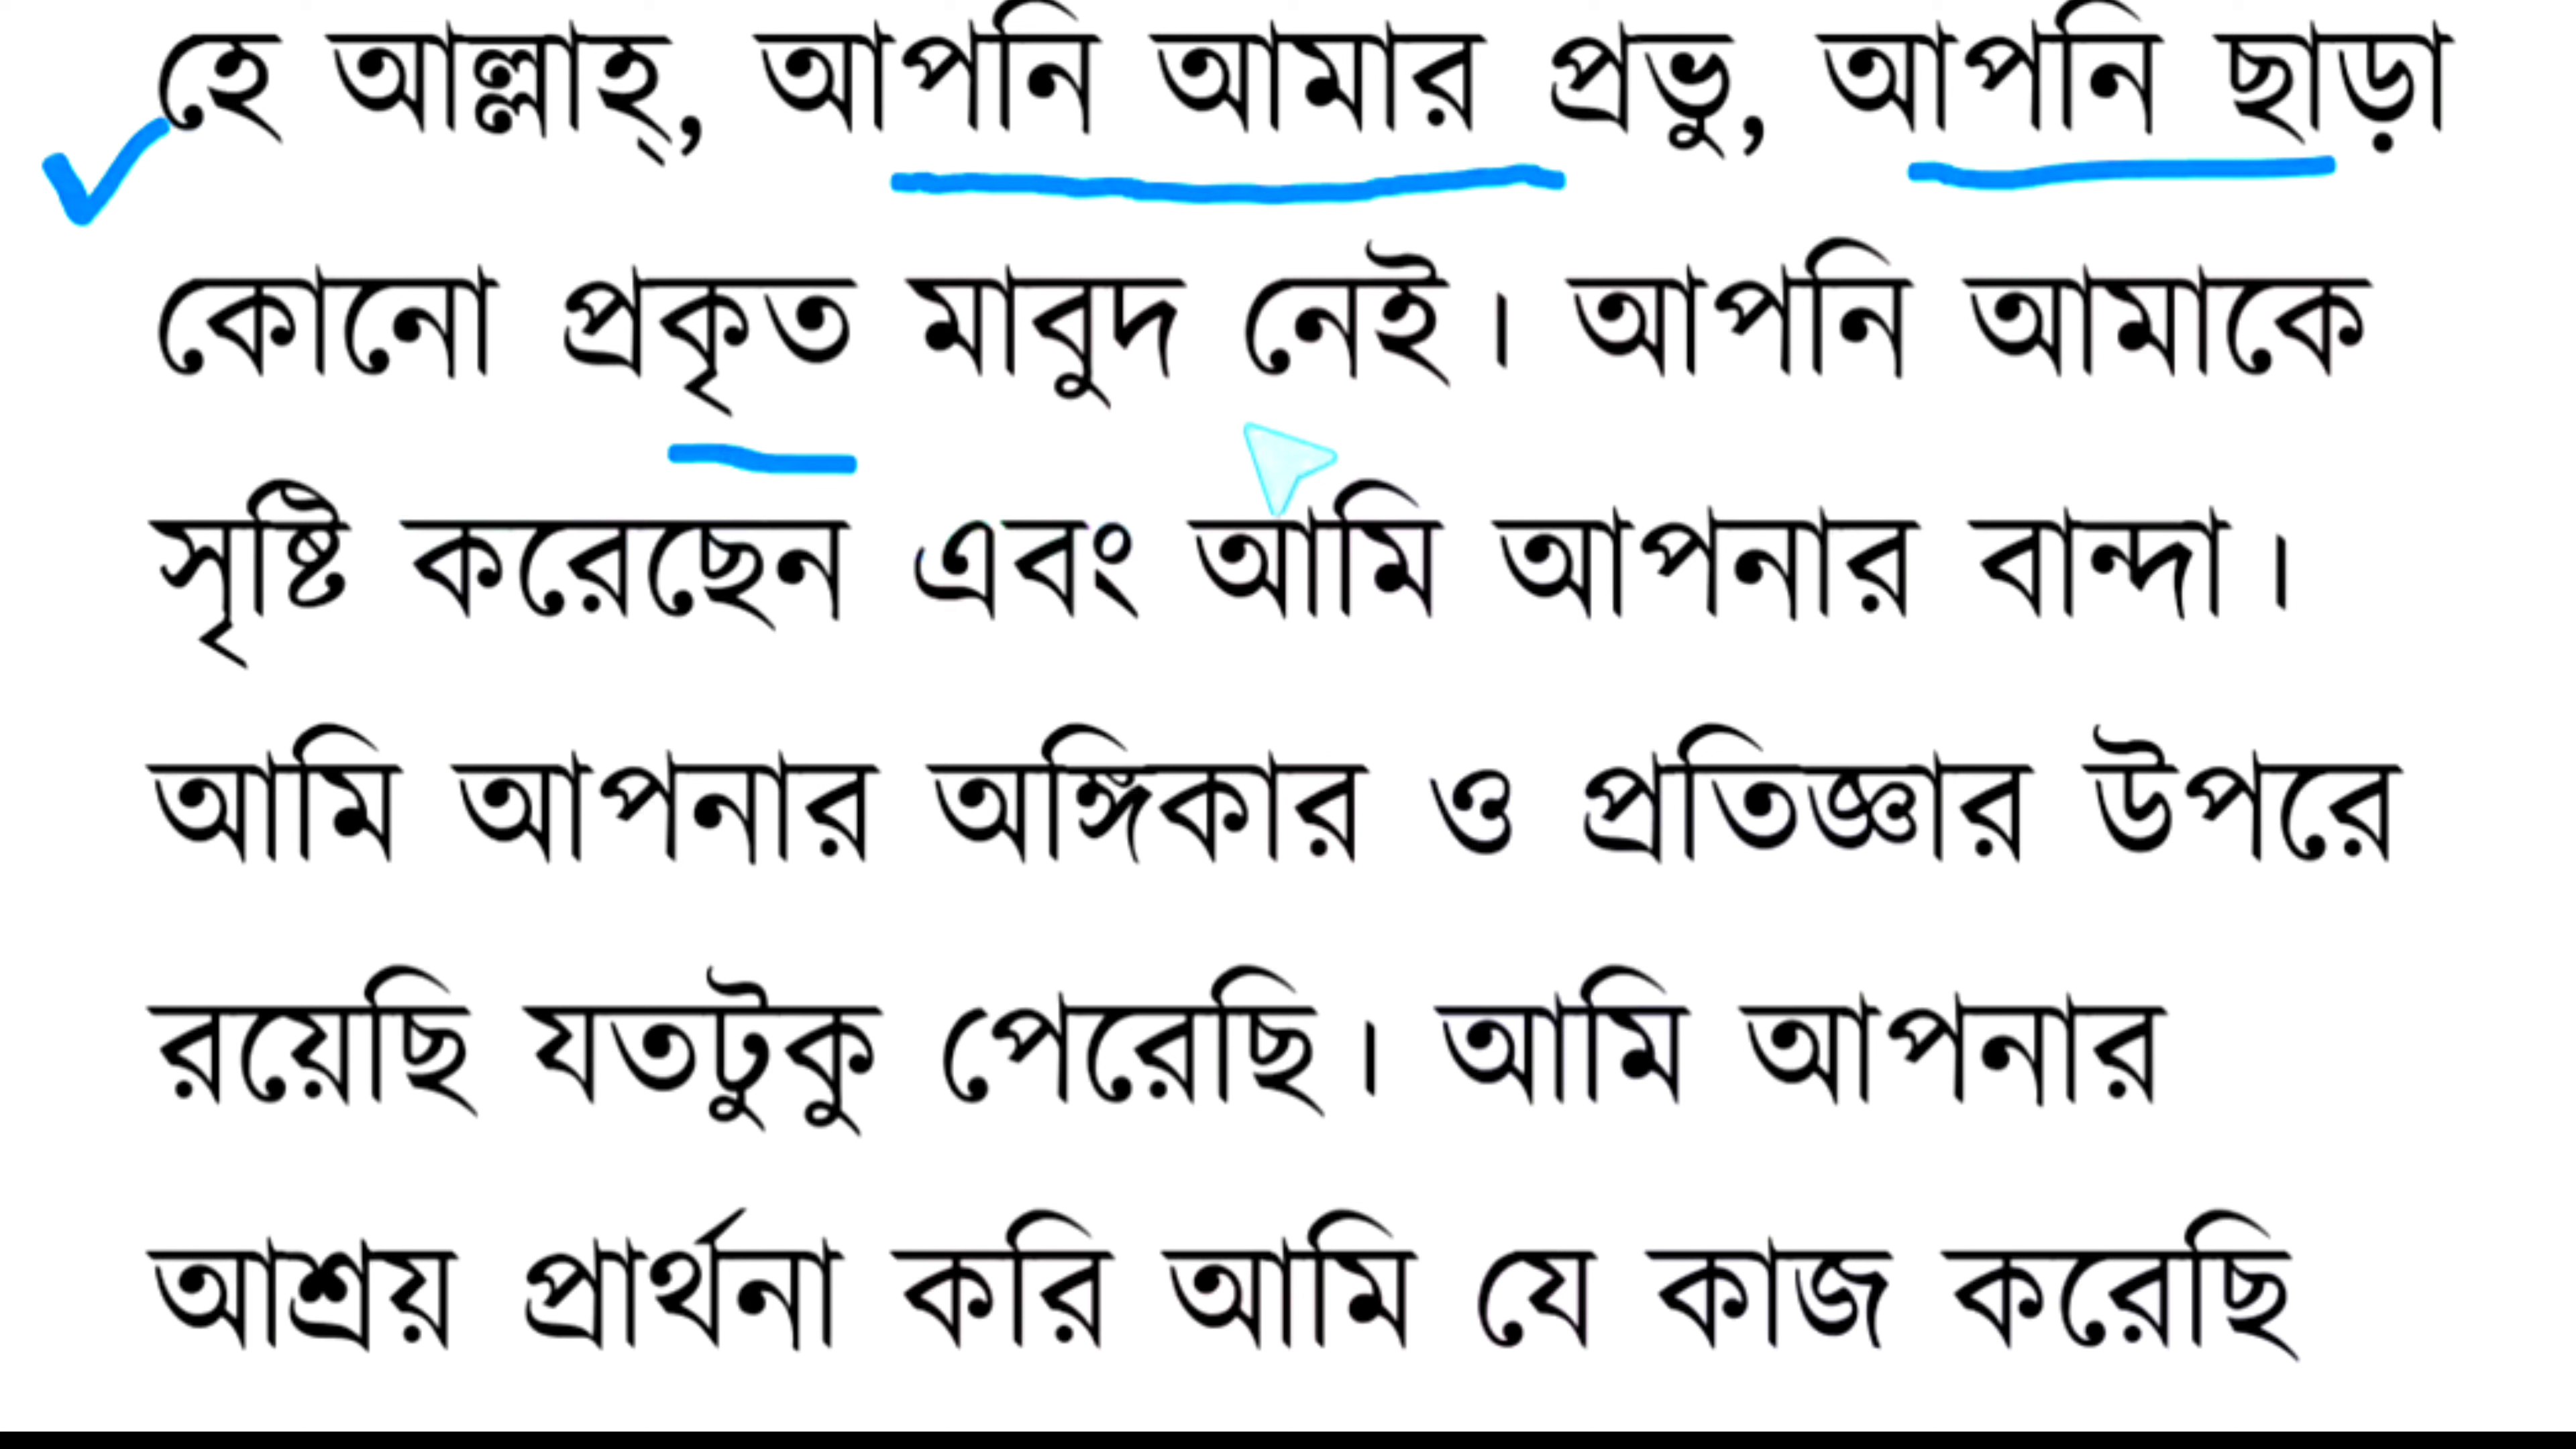 হে আল্লাহ্, আপনি আমার প্রভু, আপনি ছাড়া
কোনো প্রকৃত মাবুদ নেই। আপনি আমাকে
সৃষ্টি করেছেন এবং আমি আপনার বান্দা।
আমি আপনার অঙ্গিকার ও প্রতিজ্ঞার উপরে
রয়েছি যতটুকু পেরেছি। আমি আপনার
আশ্রয় প্রার্থনা করি আমি যে কাজ করেছি